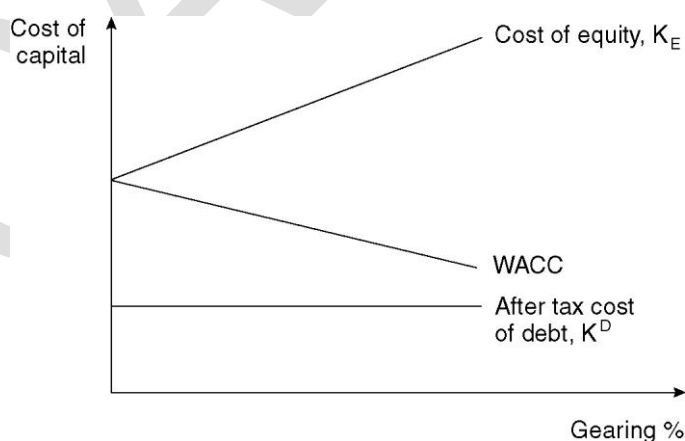 Cost of
capital
Cost of equity, K_E
WACC
After tax cost
of debt, K^D
Gearing %